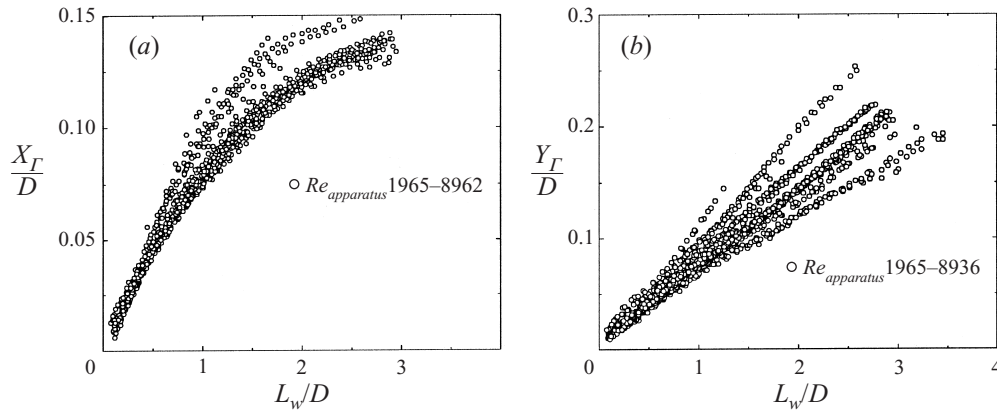 0.15
(a)
0.10
X_Γ
D
Re_apparatus 1965–8962
0.05
0
1
2
3
L_w/D
0.3
(b)
0.2
Y_Γ
D
0.1
Re_apparatus 1965–8936
0
1
2
3
4
L_w/D